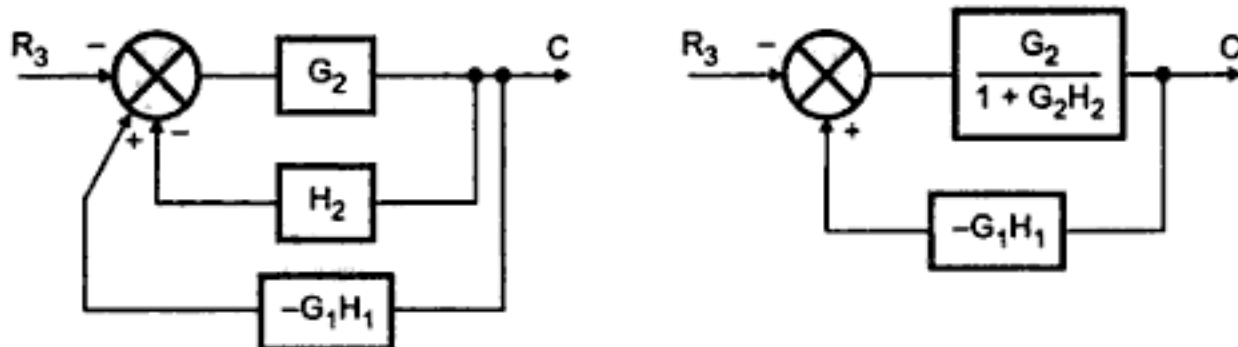 R₃
−
G₂
C
+
−
H₂
−G₁H₁
R₃
−
G₂
1 + G₂H₂
C
+
−G₁H₁